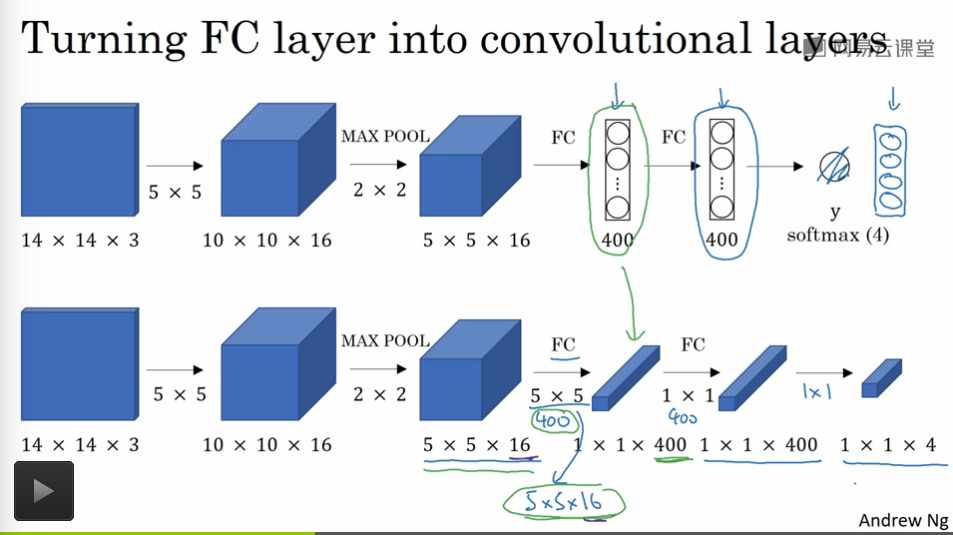 Turning FC layer into convolutional layers
网易云课堂
MAX POOL
FC
FC
5 × 5
2 × 2
⋮
⋮
y
14 × 14 × 3
10 × 10 × 16
5 × 5 × 16
400
400
softmax (4)
MAX POOL
FC
FC
5 × 5
2 × 2
5 × 5
1 × 1
1×1
400
400
14 × 14 × 3
10 × 10 × 16
5 × 5 × 16
1 × 1 × 400
1 × 1 × 400
1 × 1 × 4
5×5×16
Andrew Ng